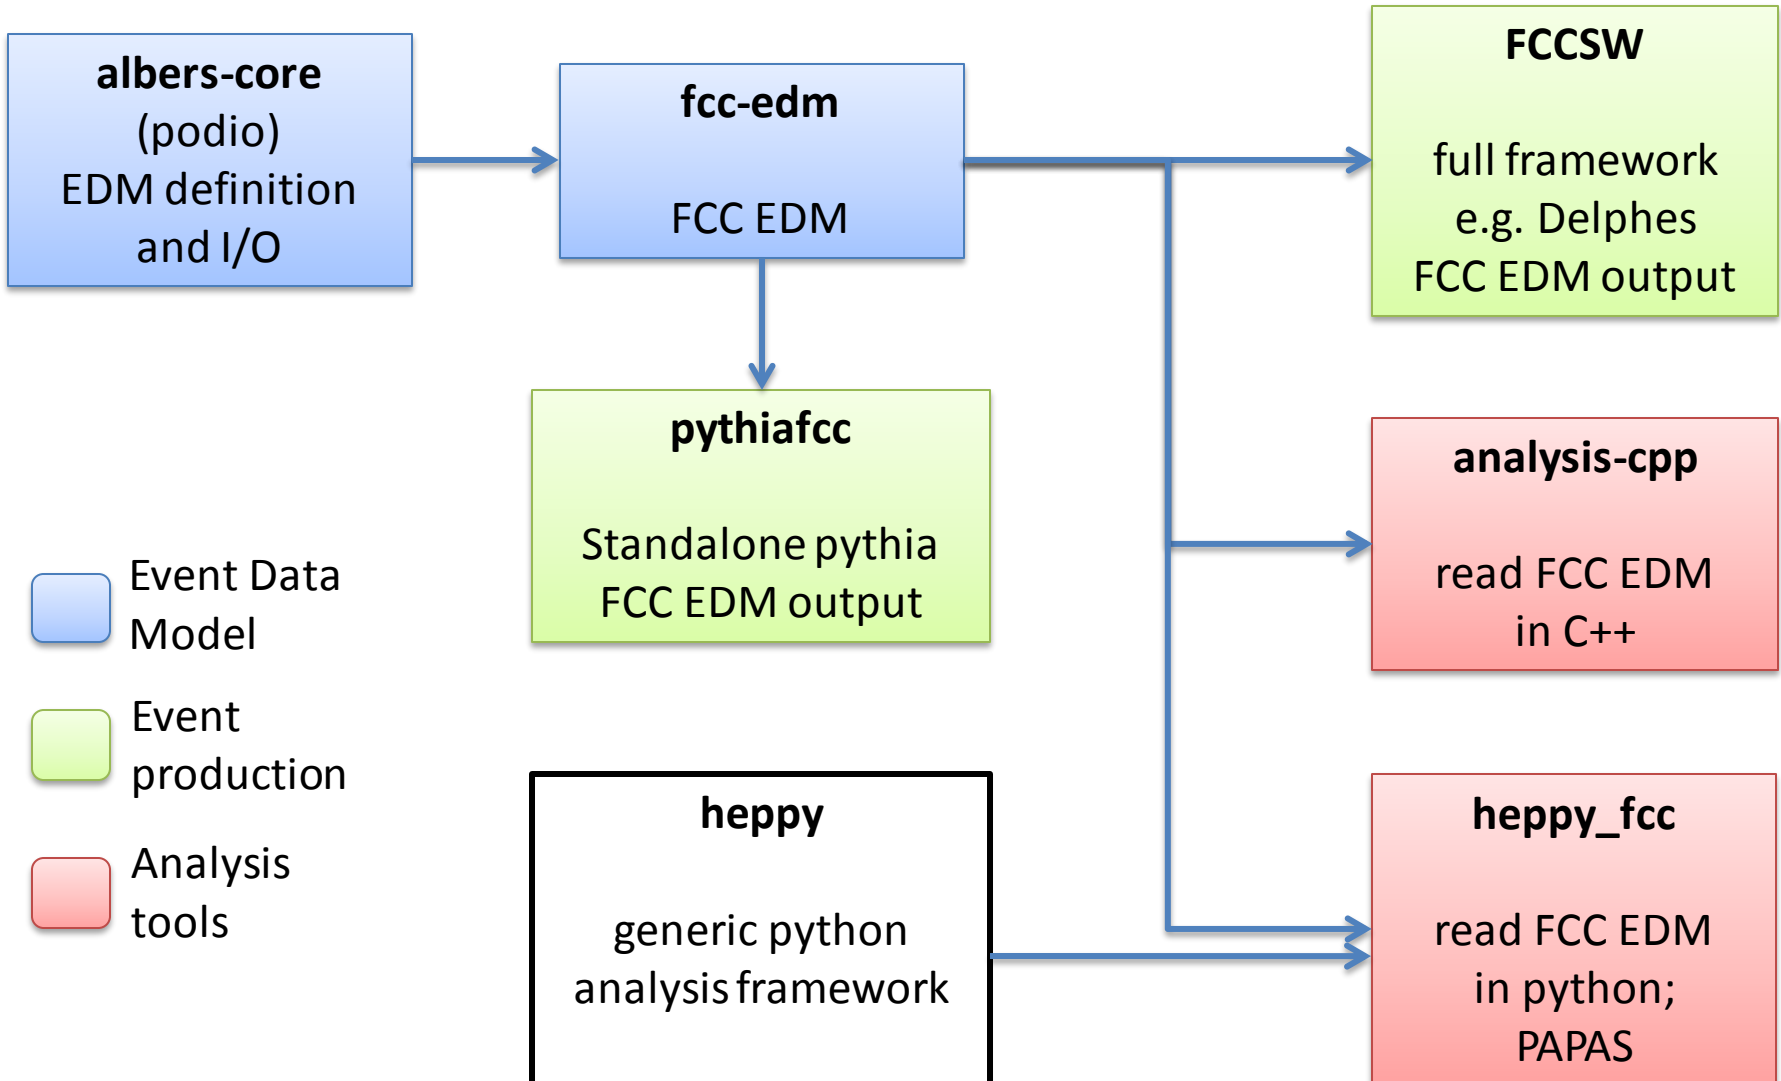 albers-core
(podio)
EDM definition
and I/O
fcc-edm
FCC EDM
FCCSW
full framework
e.g. Delphes
FCC EDM output
pythiafcc
Standalone pythia
FCC EDM output
analysis-cpp
read FCC EDM
in C++
Event Data
Model
Event
production
Analysis
tools
heppy
generic python
analysis framework
heppy_fcc
read FCC EDM
in python;
PAPAS